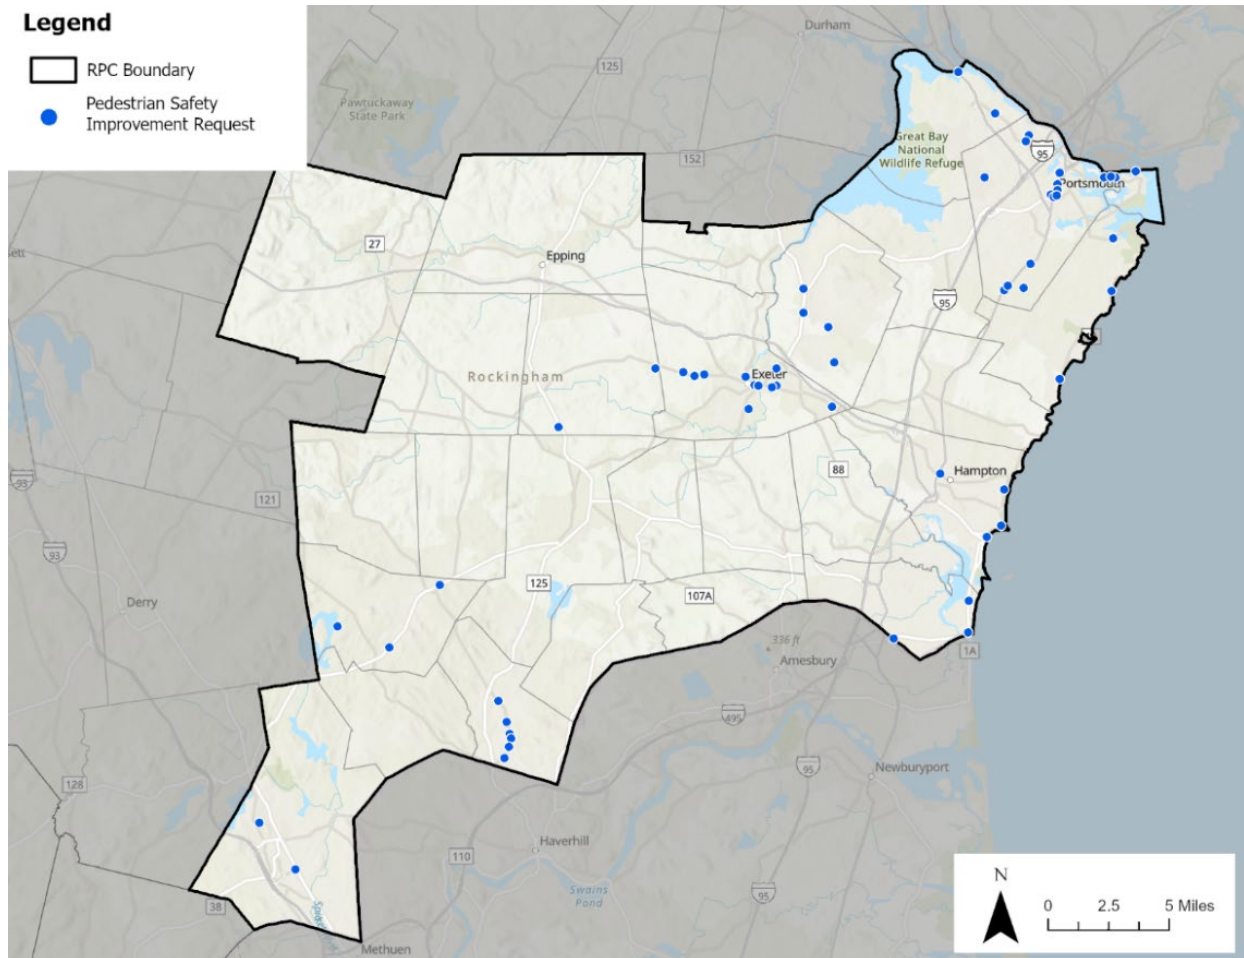 Legend
RPC Boundary
Pedestrian Safety
Improvement Request
Durham
125
Pawtuckaway
State Park
152
Great Bay
National
Wildlife Refuge
95
Portsmouth
27
Epping
95
Rockingham
Exeter
93
121
88
Hampton
93
Derry
125
107A
336 ft
Amesbury
1A
495
95
Newburyport
128
Haverhill
110
Swains
Pond
95
38
Methuen
N
0 2.5 5 Miles